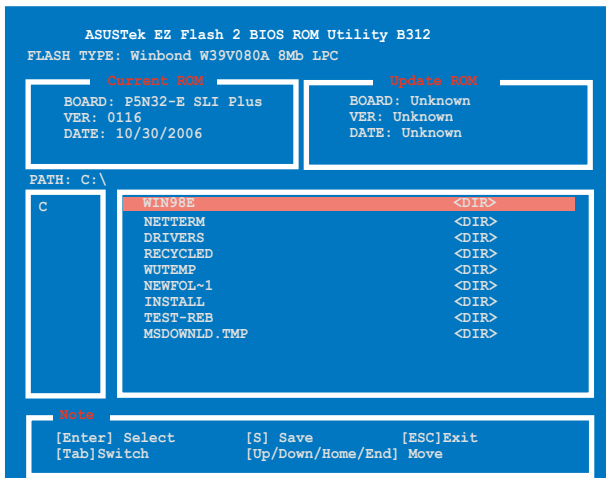 ASUSTek EZ Flash 2 BIOS ROM Utility B312
FLASH TYPE: Winbond W39V080A 8Mb LPC
Current ROM
BOARD: P5N32-E SLI Plus
VER: 0116
DATE: 10/30/2006
Update ROM
BOARD: Unknown
VER: Unknown
DATE: Unknown
PATH: C:\
C
WIN98E <DIR>
NETTERM <DIR>
DRIVERS <DIR>
RECYCLED <DIR>
WUTEMP <DIR>
NEWFOL~1 <DIR>
INSTALL <DIR>
TEST-REB <DIR>
MSDOWNLD.TMP <DIR>
Note
[Enter] Select [S] Save [ESC]Exit
[Tab]Switch [Up/Down/Home/End] Move